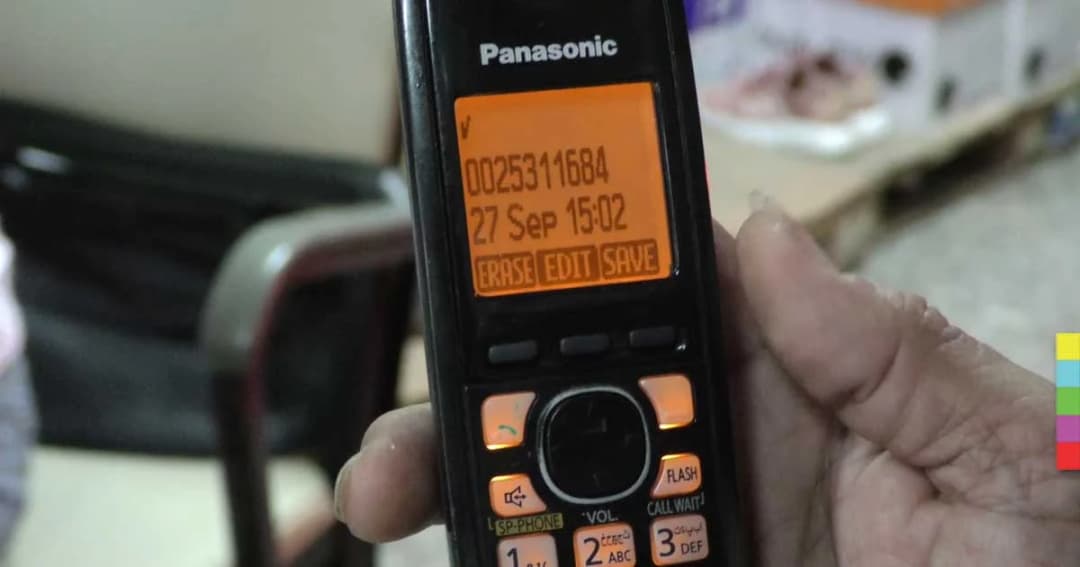 Panasonic
√
0025311684
27 Sep 15:02
ERASE EDIT SAVE
FLASH
SP-PHONE VOL. CALL WAIT
1 2 ABC 3 DEF